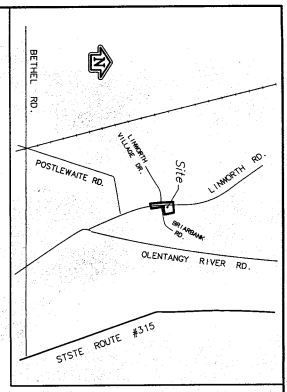 BETHEL RD.
N
LINWORTH
VILLAGE DR.
Site
LINWORTH RD.
POSTLEWAITE RD.
BRIARBANK
RD.
OLENTANGY RIVER RD.
STSTE ROUTE #315